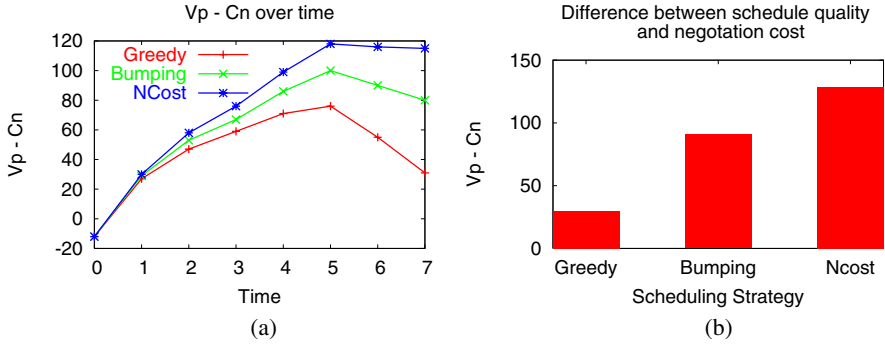 Vp - Cn over time
120
100
80
60
40
20
0
-20
Vp - Cn
Greedy
Bumping
NCost
0 1 2 3 4 5 6 7
Time
(a)
Difference between schedule quality
and negotation cost
150
100
50
0
Vp - Cn
Greedy Bumping Ncost
Scheduling Strategy
(b)